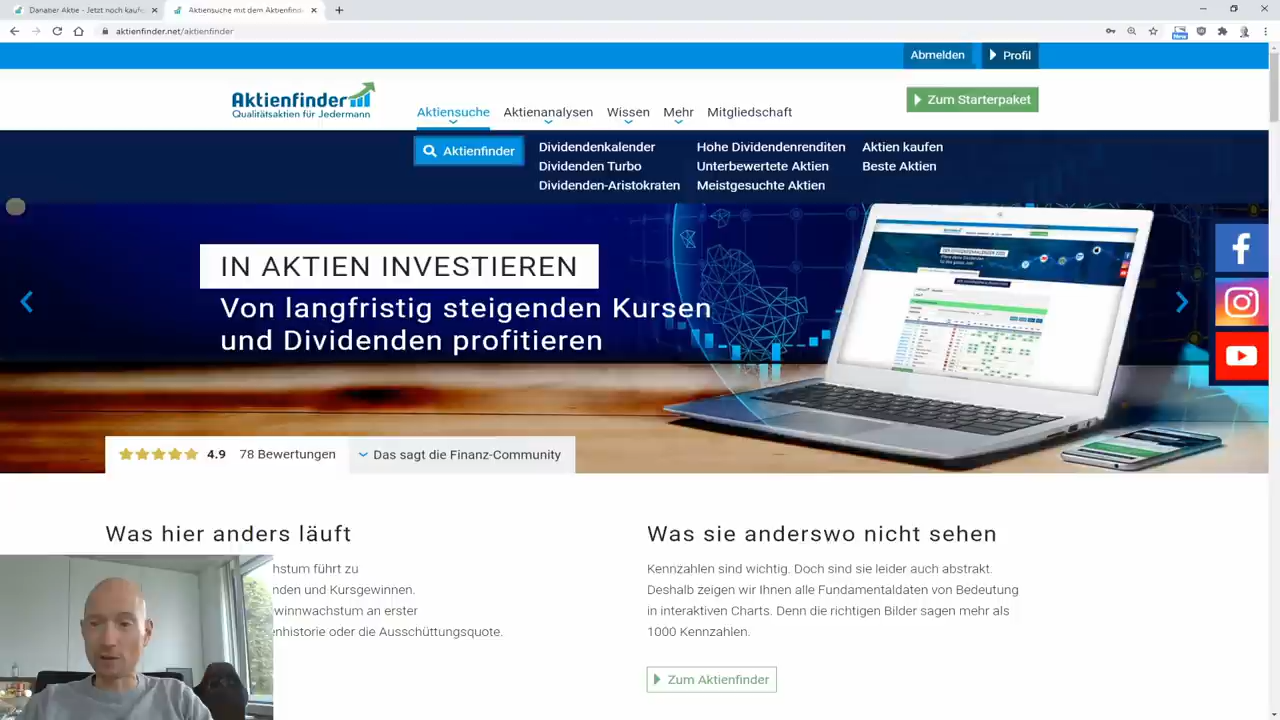 Danaher Aktie - Jetzt noch kaufe
Aktiensuche mit dem Aktienfind
aktienfinder.net/aktienfinder
New
Abmelden
Profil
Aktienfinder
Qualitätsaktien für Jedermann
Aktiensuche
Aktienanalysen
Wissen
Mehr
Mitgliedschaft
Zum Starterpaket
Aktienfinder
Dividendenkalender
Hohe Dividendenrenditen
Aktien kaufen
Dividenden Turbo
Unterbewertete Aktien
Beste Aktien
Dividenden-Aristokraten
Meistgesuchte Aktien
IN AKTIEN INVESTIEREN
Von langfristig steigenden Kursen
und Dividenden profitieren
4.9 78 Bewertungen
Das sagt die Finanz-Community
Was hier anders läuft
hstum führt zu
nden und Kursgewinnen.
ewinnwachstum an erster
enhistorie oder die Ausschüttungsquote.
Was sie anderswo nicht sehen
Kennzahlen sind wichtig. Doch sind sie leider auch abstrakt.
Deshalb zeigen wir Ihnen alle Fundamentaldaten von Bedeutung
in interaktiven Charts. Denn die richtigen Bilder sagen mehr als
1000 Kennzahlen.
Zum Aktienfinder